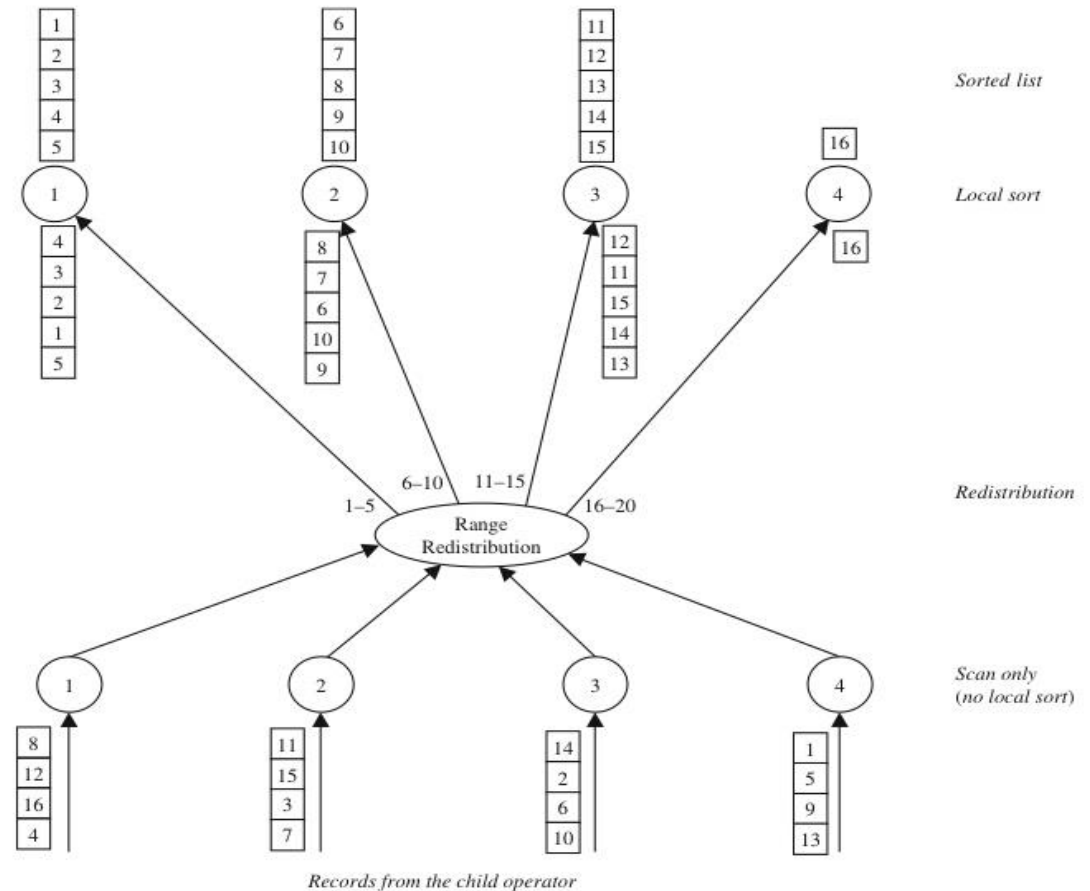 1 6 11
2 7 12
3 8 13 Sorted list
4 9 14
5 10 15 16
1 2 3 4 Local sort
4 8 12 16
3 7 11
2 6 15
1 10 14
5 9 13
1–5 6–10 11–15 16–20 Redistribution
Range
Redistribution
1 2 3 4 Scan only
(no local sort)
8 11 14 1
12 15 2 5
16 3 6 9
4 7 10 13
Records from the child operator